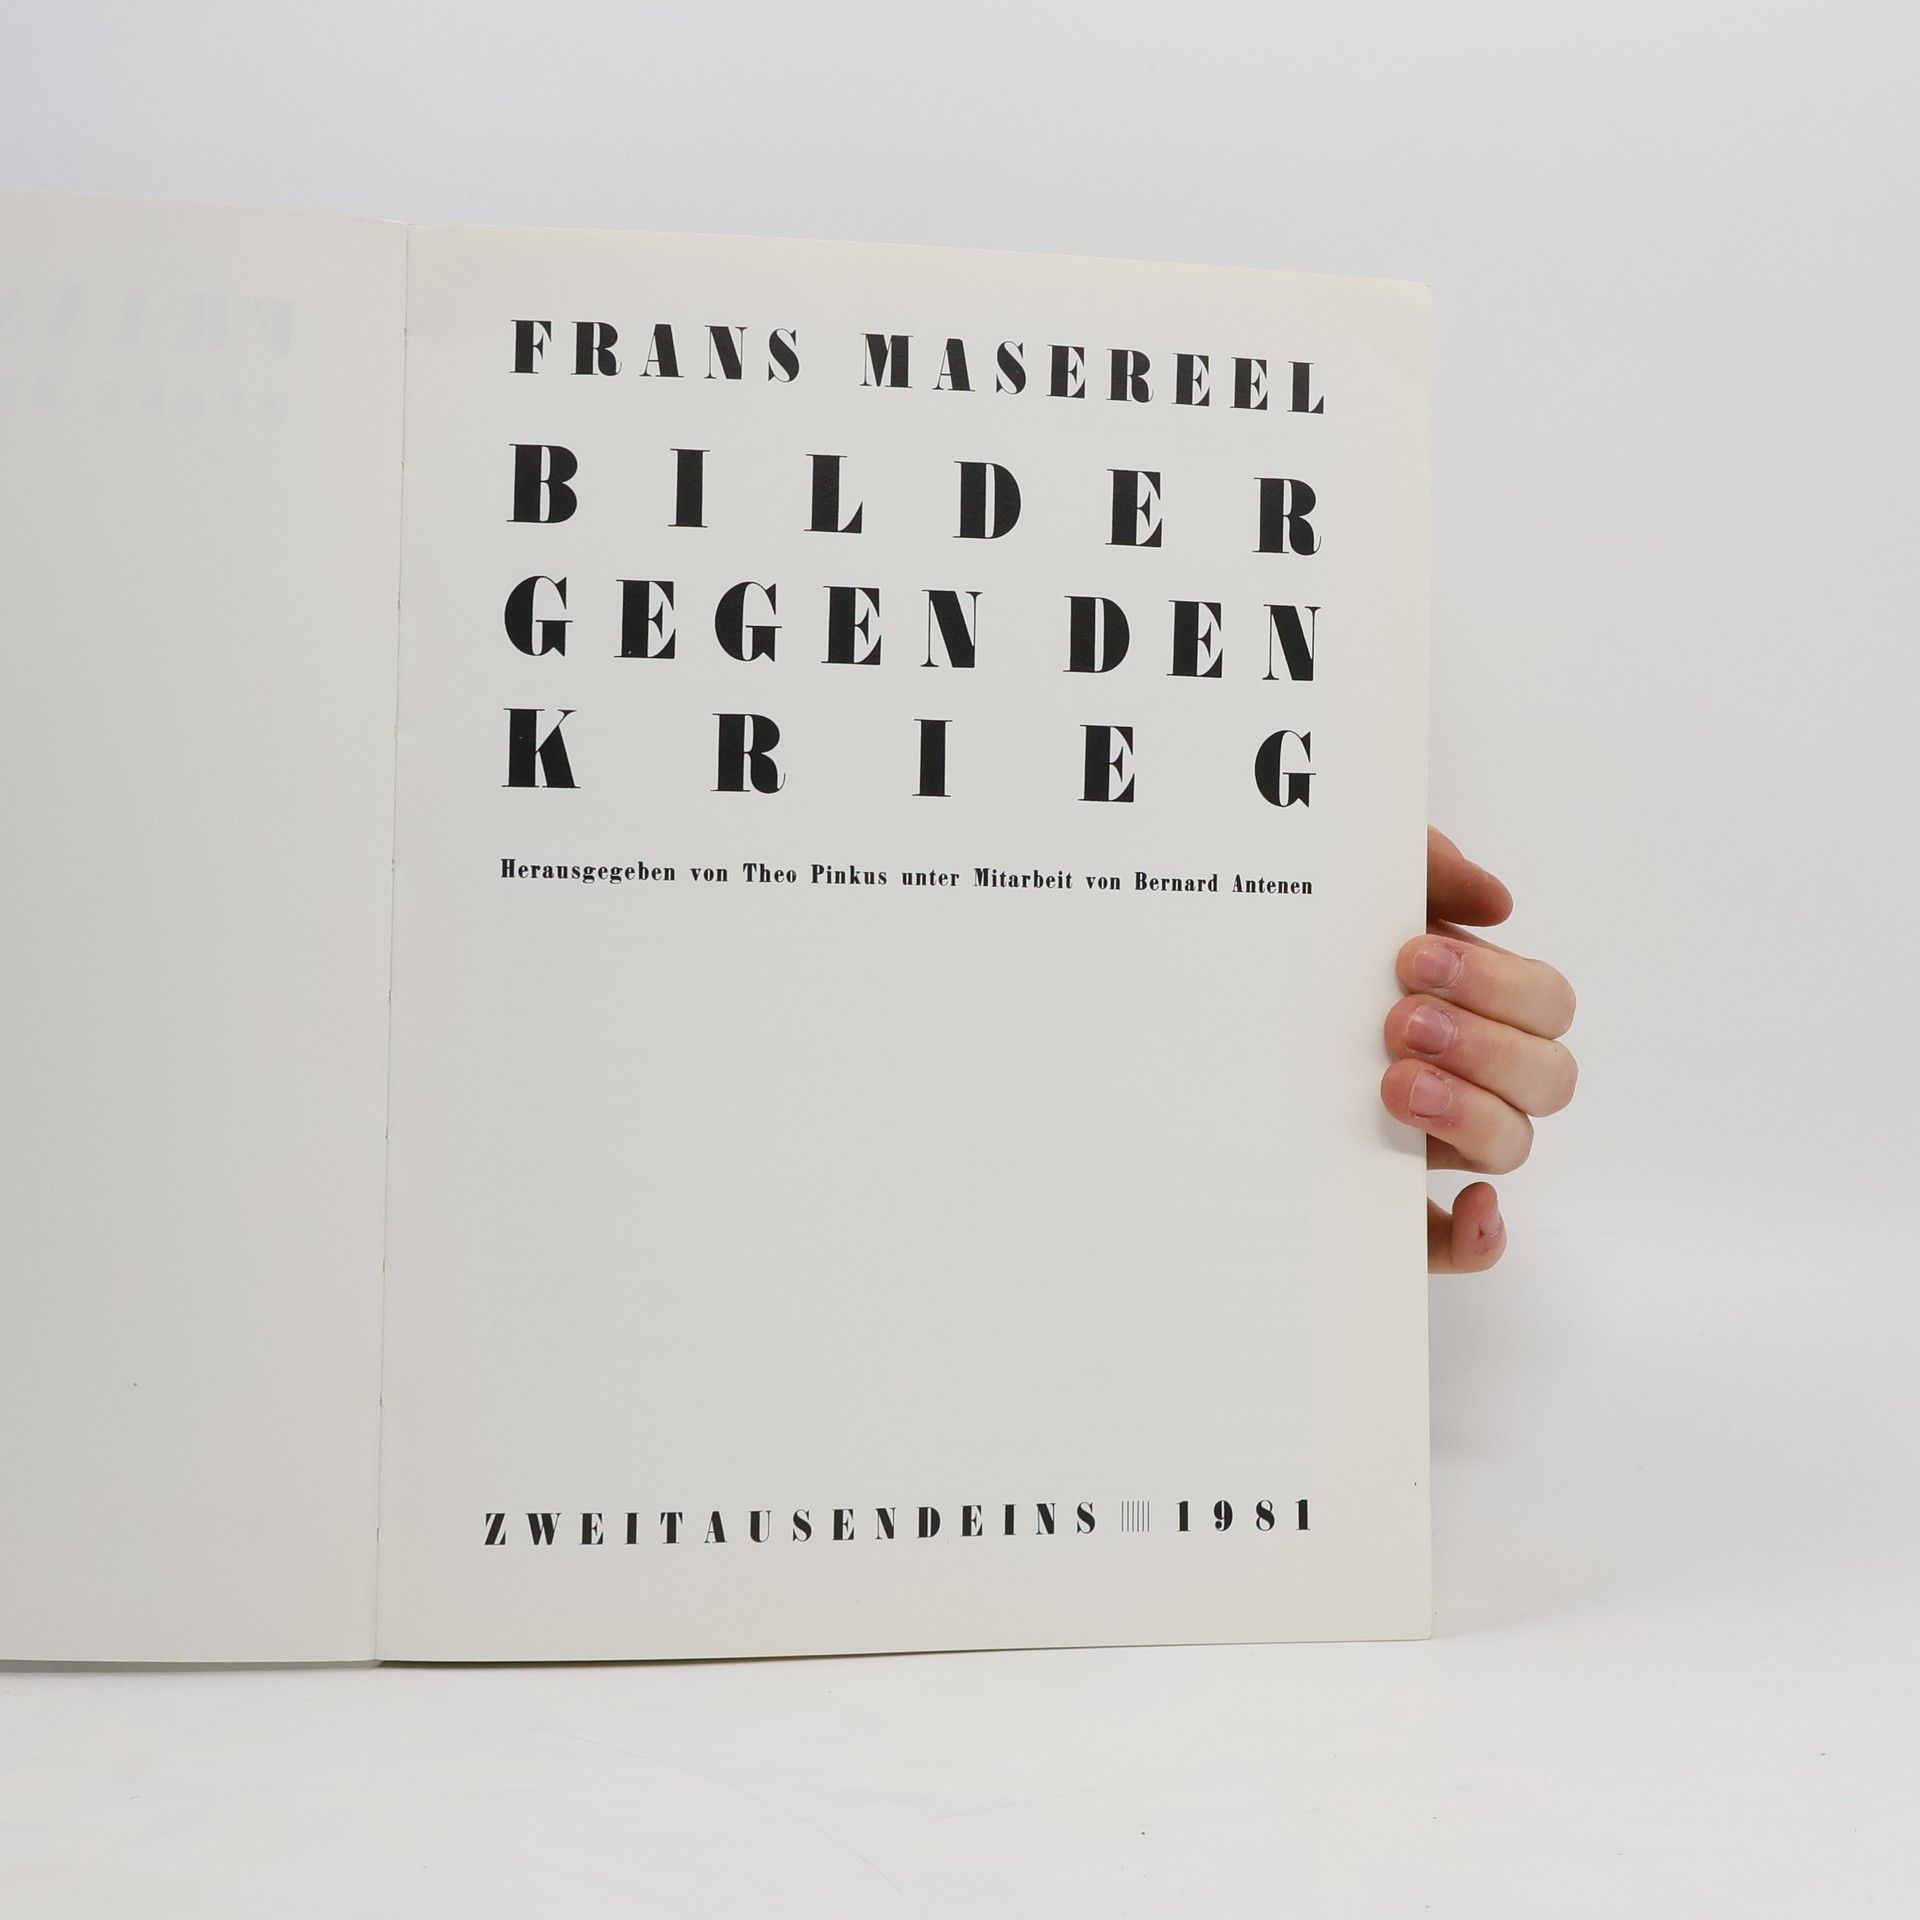 FRANS MASEREEL
BILDER
GEGEN DEN
KRIEG
Herausgegeben von Theo Pinkus unter Mitarbeit von Bernard Antenen
ZWEITAUSENDEINS |||||| 1981